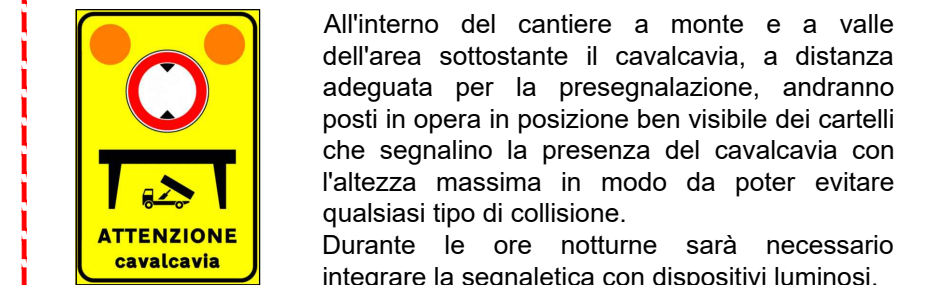 ATTENZIONE
cavalcavia
All'interno del cantiere a monte e a valle
dell'area sottostante il cavalcavia, a distanza
adeguata per la presegnalazione, andranno
posti in opera in posizione ben visibile dei cartelli
che segnalino la presenza del cavalcavia con
l'altezza massima in modo da poter evitare
qualsiasi tipo di collisione.
Durante le ore notturne sarà necessario
integrare la segnaletica con dispositivi luminosi.